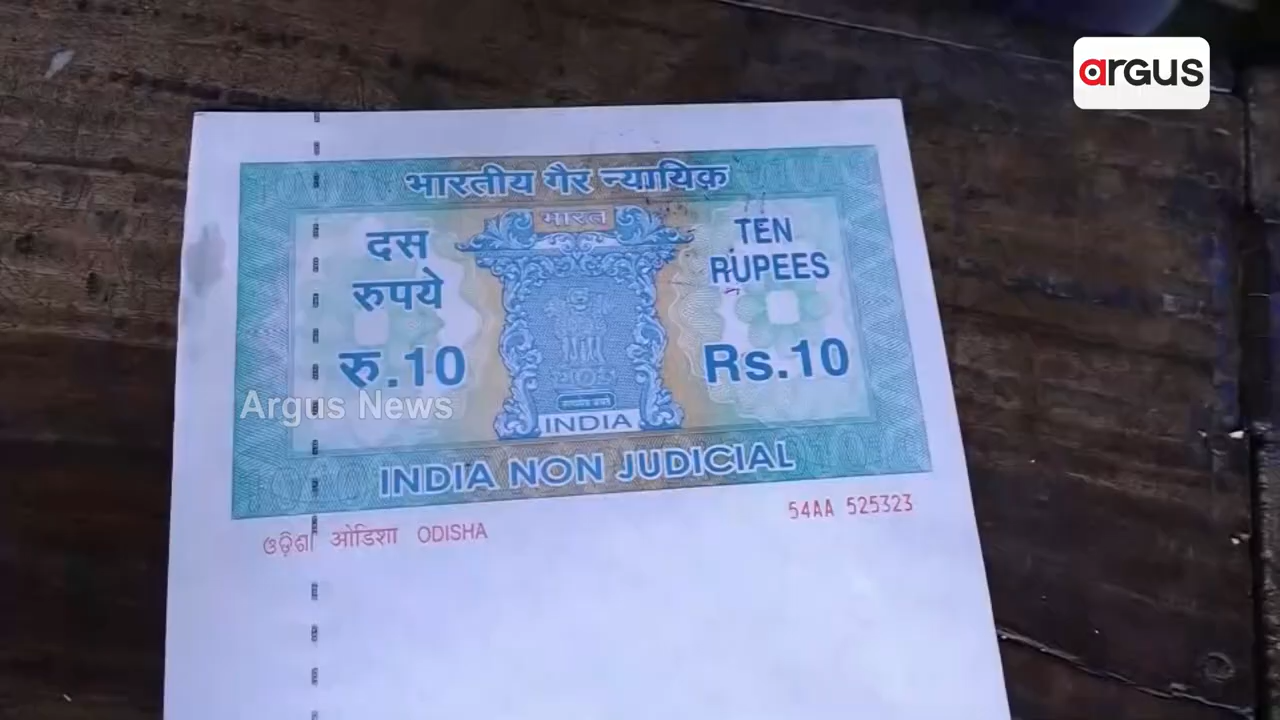 argus
भारतीय गैर न्यायिक
भारत
दस
रुपये
रु.10
TEN
RUPEES
Rs.10
Argus News
INDIA
INDIA NON JUDICIAL
ଓଡ଼ିଶା ओडिशा ODISHA
54AA 525323